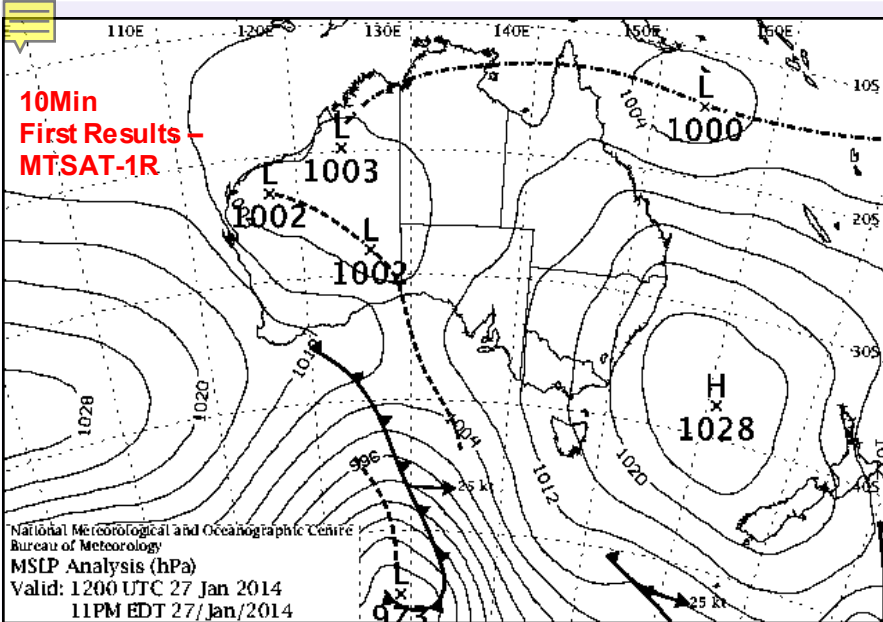 110E 120E 130E 140E 150E 160E
10Min
First Results –
MTSAT-1R
10S
L
1004
1000
L
1003
L
1002
20S
L
1002
30S
1012
1020
1028
H
1028
1004
996
1020
1012
25 kt
40S
National Meteorological and Oceanographic Centre
Bureau of Meteorology
MSLP Analysis (hPa)
Valid: 1200 UTC 27 Jan 2014
11PM EDT 27/Jan/2014
L
973
25 kt